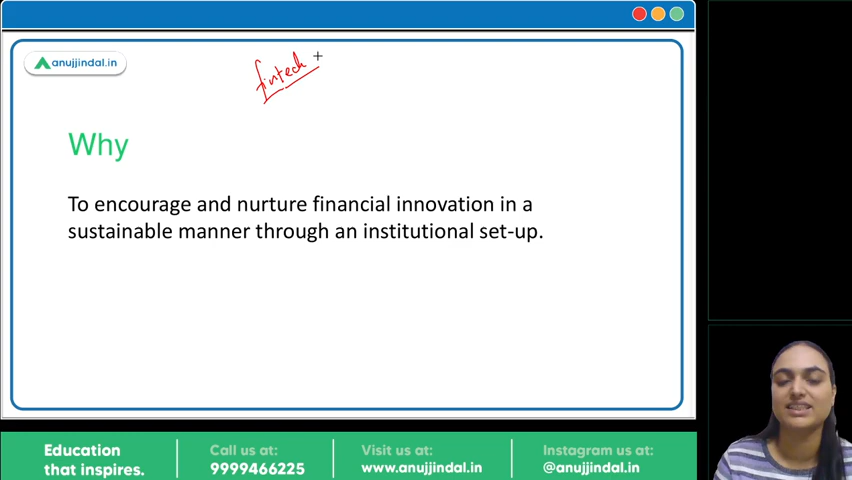 anujjindal.in
fintech
Why
To encourage and nurture financial innovation in a
sustainable manner through an institutional set-up.
Education
that inspires.
Call us at:
9999466225
Visit us at:
www.anujjindal.in
Instagram us at:
@anujjindal.in